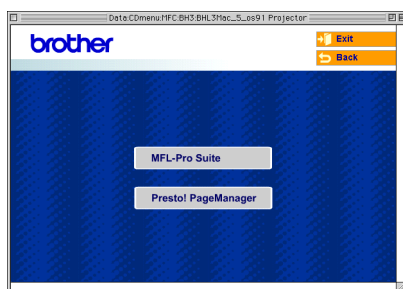 Data:CDmenu:MFC:BH3:BHL3Mac_5_os91 Projector
brother
Exit
Back
MFL-Pro Suite
Presto! PageManager